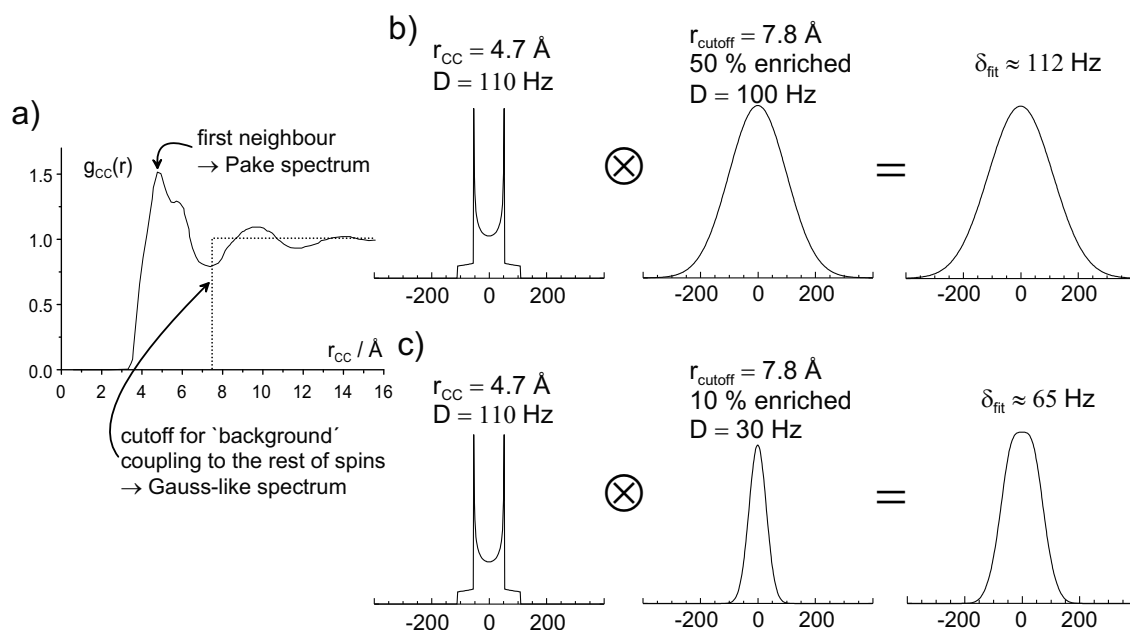 a)
g_CC(r)
first neighbour
→ Pake spectrum
1.5
1.0
0.5
0.0
0 2 4 6 8 10 12 14 16
r_CC / Å
cutoff for `background´
coupling to the rest of spins
→ Gauss-like spectrum
b)
r_CC = 4.7 Å
D = 110 Hz
-200 0 200
⊗
r_cutoff = 7.8 Å
50 % enriched
D = 100 Hz
-200 0 200
=
δ_fit ≈ 112 Hz
-200 0 200
c)
r_CC = 4.7 Å
D = 110 Hz
-200 0 200
⊗
r_cutoff = 7.8 Å
10 % enriched
D = 30 Hz
-200 0 200
=
δ_fit ≈ 65 Hz
-200 0 200